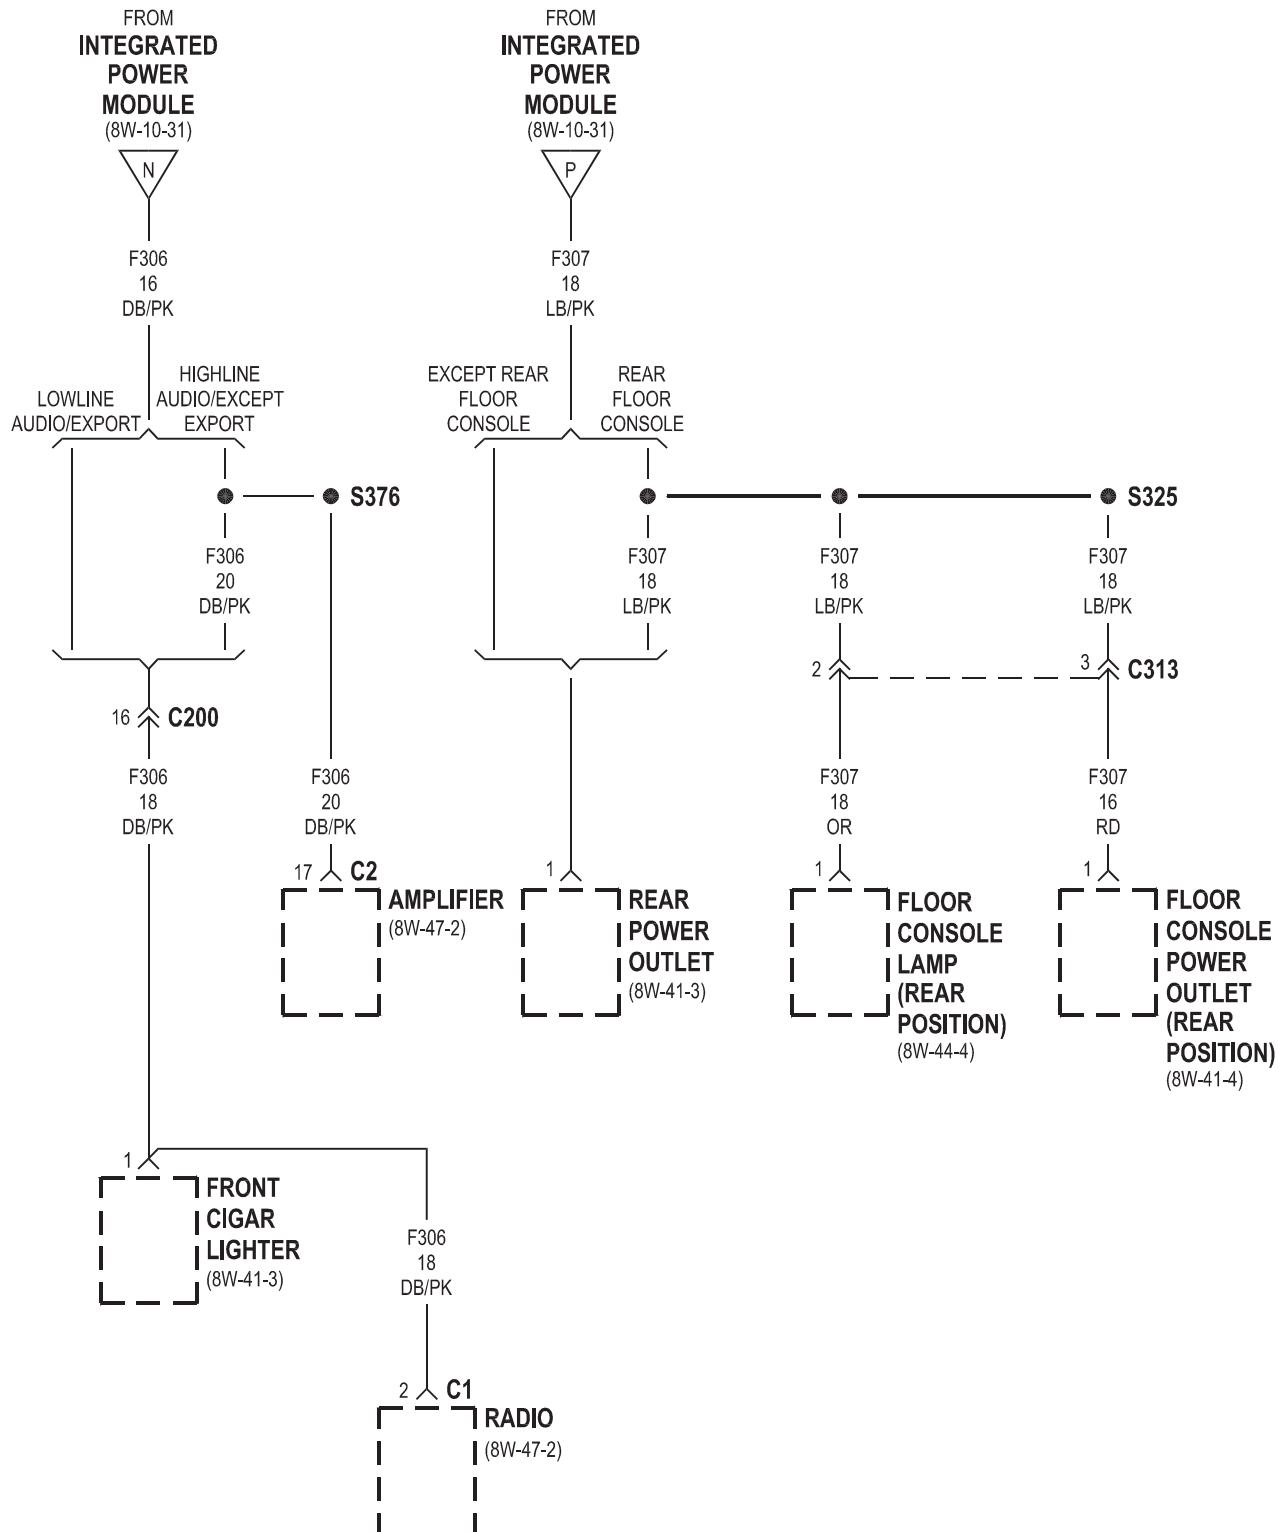 FROM
INTEGRATED
POWER
MODULE
(8W-10-31)
N
F306
16
DB/PK
LOWLINE
AUDIO/EXPORT
HIGHLINE
AUDIO/EXCEPT
EXPORT
S376
F306
20
DB/PK
16
C200
F306
18
DB/PK
F306
20
DB/PK
17
C2
AMPLIFIER
(8W-47-2)
1
FRONT
CIGAR
LIGHTER
(8W-41-3)
F306
18
DB/PK
2
C1
RADIO
(8W-47-2)
FROM
INTEGRATED
POWER
MODULE
(8W-10-31)
P
F307
18
LB/PK
EXCEPT REAR
FLOOR
CONSOLE
REAR
FLOOR
CONSOLE
S325
F307
18
LB/PK
F307
18
LB/PK
F307
18
LB/PK
2
3
C313
F307
18
OR
F307
16
RD
1
REAR
POWER
OUTLET
(8W-41-3)
1
FLOOR
CONSOLE
LAMP
(REAR
POSITION)
(8W-44-4)
1
FLOOR
CONSOLE
POWER
OUTLET
(REAR
POSITION)
(8W-41-4)